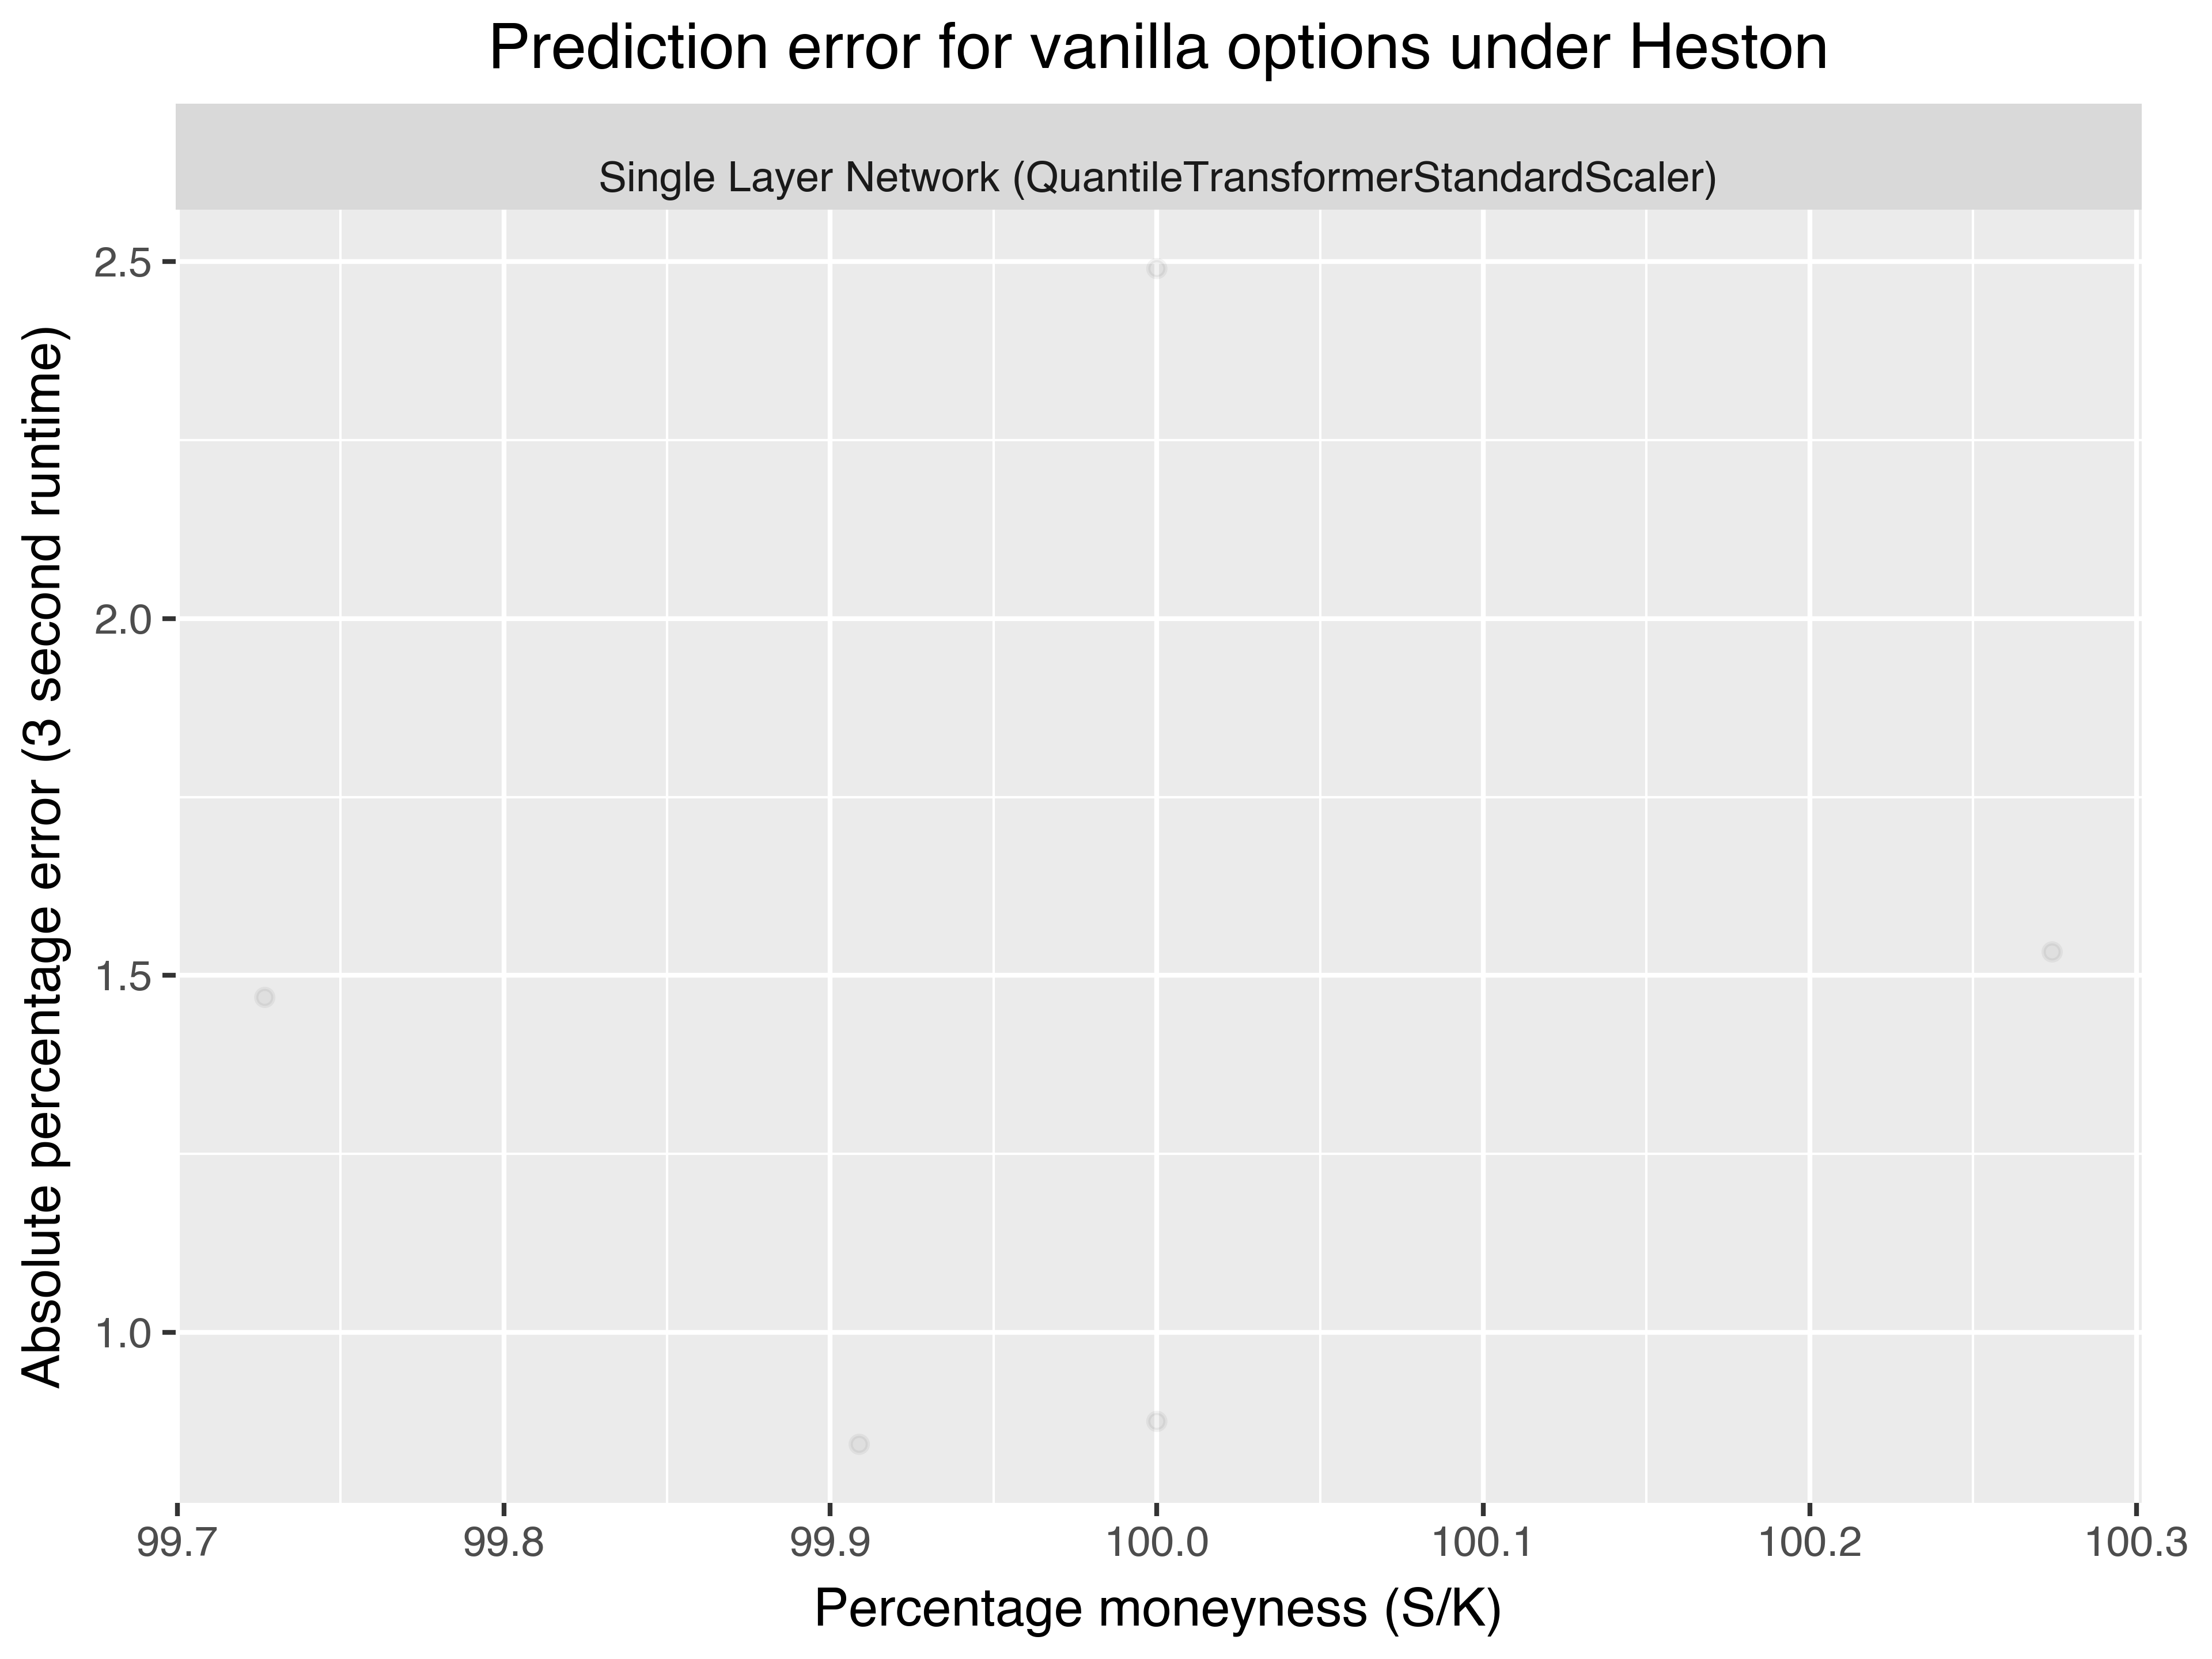 Prediction error for vanilla options under Heston
Single Layer Network (QuantileTransformerStandardScaler)
Absolute percentage error (3 second runtime)
2.5
2.0
1.5
1.0
99.7 99.8 99.9 100.0 100.1 100.2 100.3
Percentage moneyness (S/K)